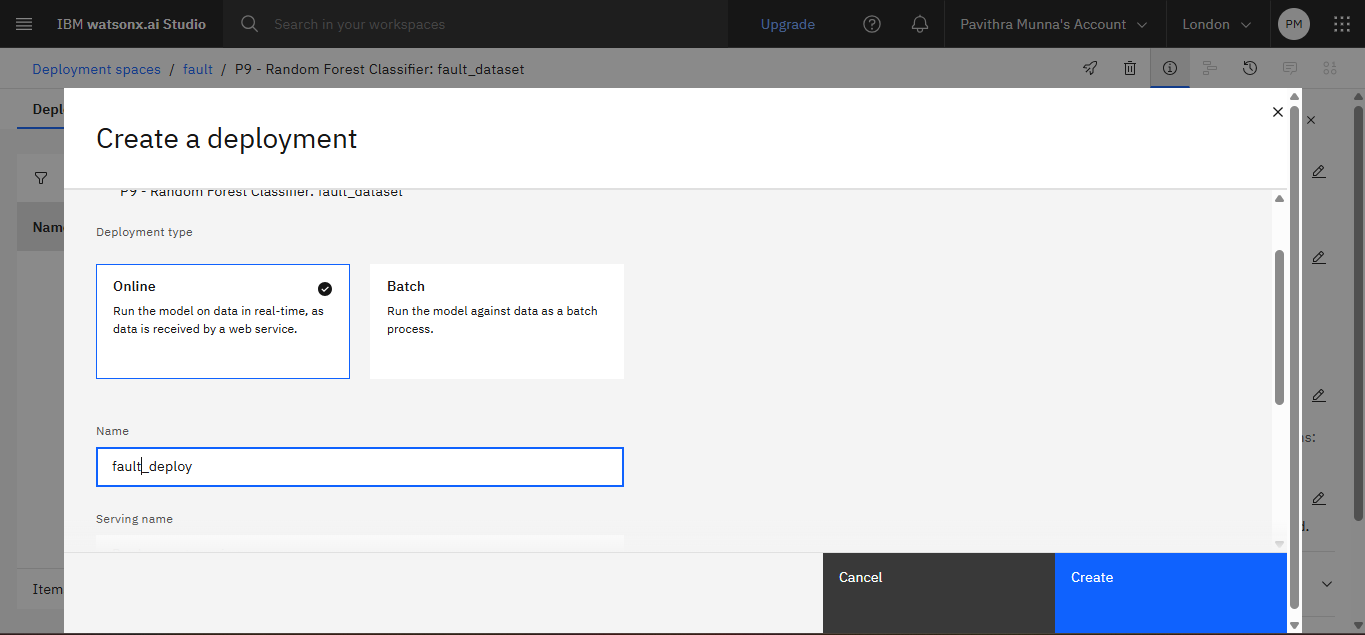 IBM watsonx.ai Studio
Search in your workspaces
Upgrade
Pavithra Munna's Account
London
PM
Deployment spaces / fault / P9 - Random Forest Classifier: fault_dataset
Create a deployment
P9 - Random Forest Classifier: fault_dataset
Deployment type
Online
Run the model on data in real-time, as
data is received by a web service.
Batch
Run the model against data as a batch
process.
Name
fault_deploy
Serving name
Cancel
Create